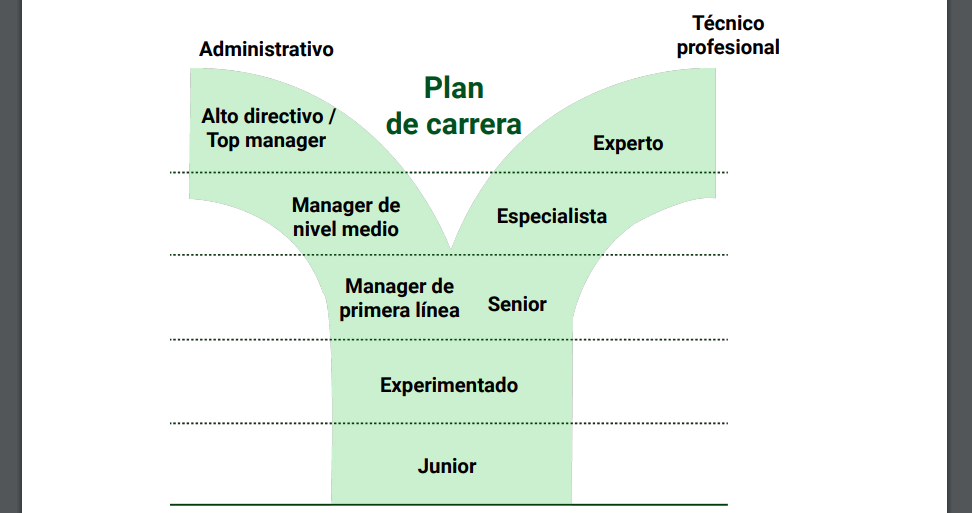 Técnico
profesional
Administrativo
Plan
de carrera
Alto directivo /
Top manager
Experto
Manager de
nivel medio
Especialista
Manager de
primera línea
Senior
Experimentado
Junior